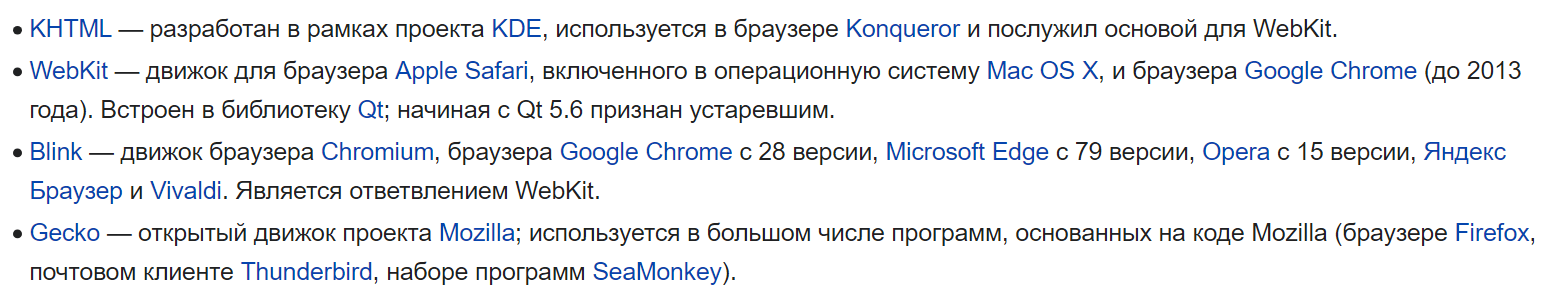 • KHTML — разработан в рамках проекта KDE, используется в браузере Konqueror и послужил основой для WebKit.
• WebKit — движок для браузера Apple Safari, включенного в операционную систему Mac OS X, и браузера Google Chrome (до 2013
года). Встроен в библиотеку Qt; начиная с Qt 5.6 признан устаревшим.
• Blink — движок браузера Chromium, браузера Google Chrome с 28 версии, Microsoft Edge с 79 версии, Opera с 15 версии, Яндекс
Браузер и Vivaldi. Является ответвлением WebKit.
• Gecko — открытый движок проекта Mozilla; используется в большом числе программ, основанных на коде Mozilla (браузере Firefox,
почтовом клиенте Thunderbird, наборе программ SeaMonkey).